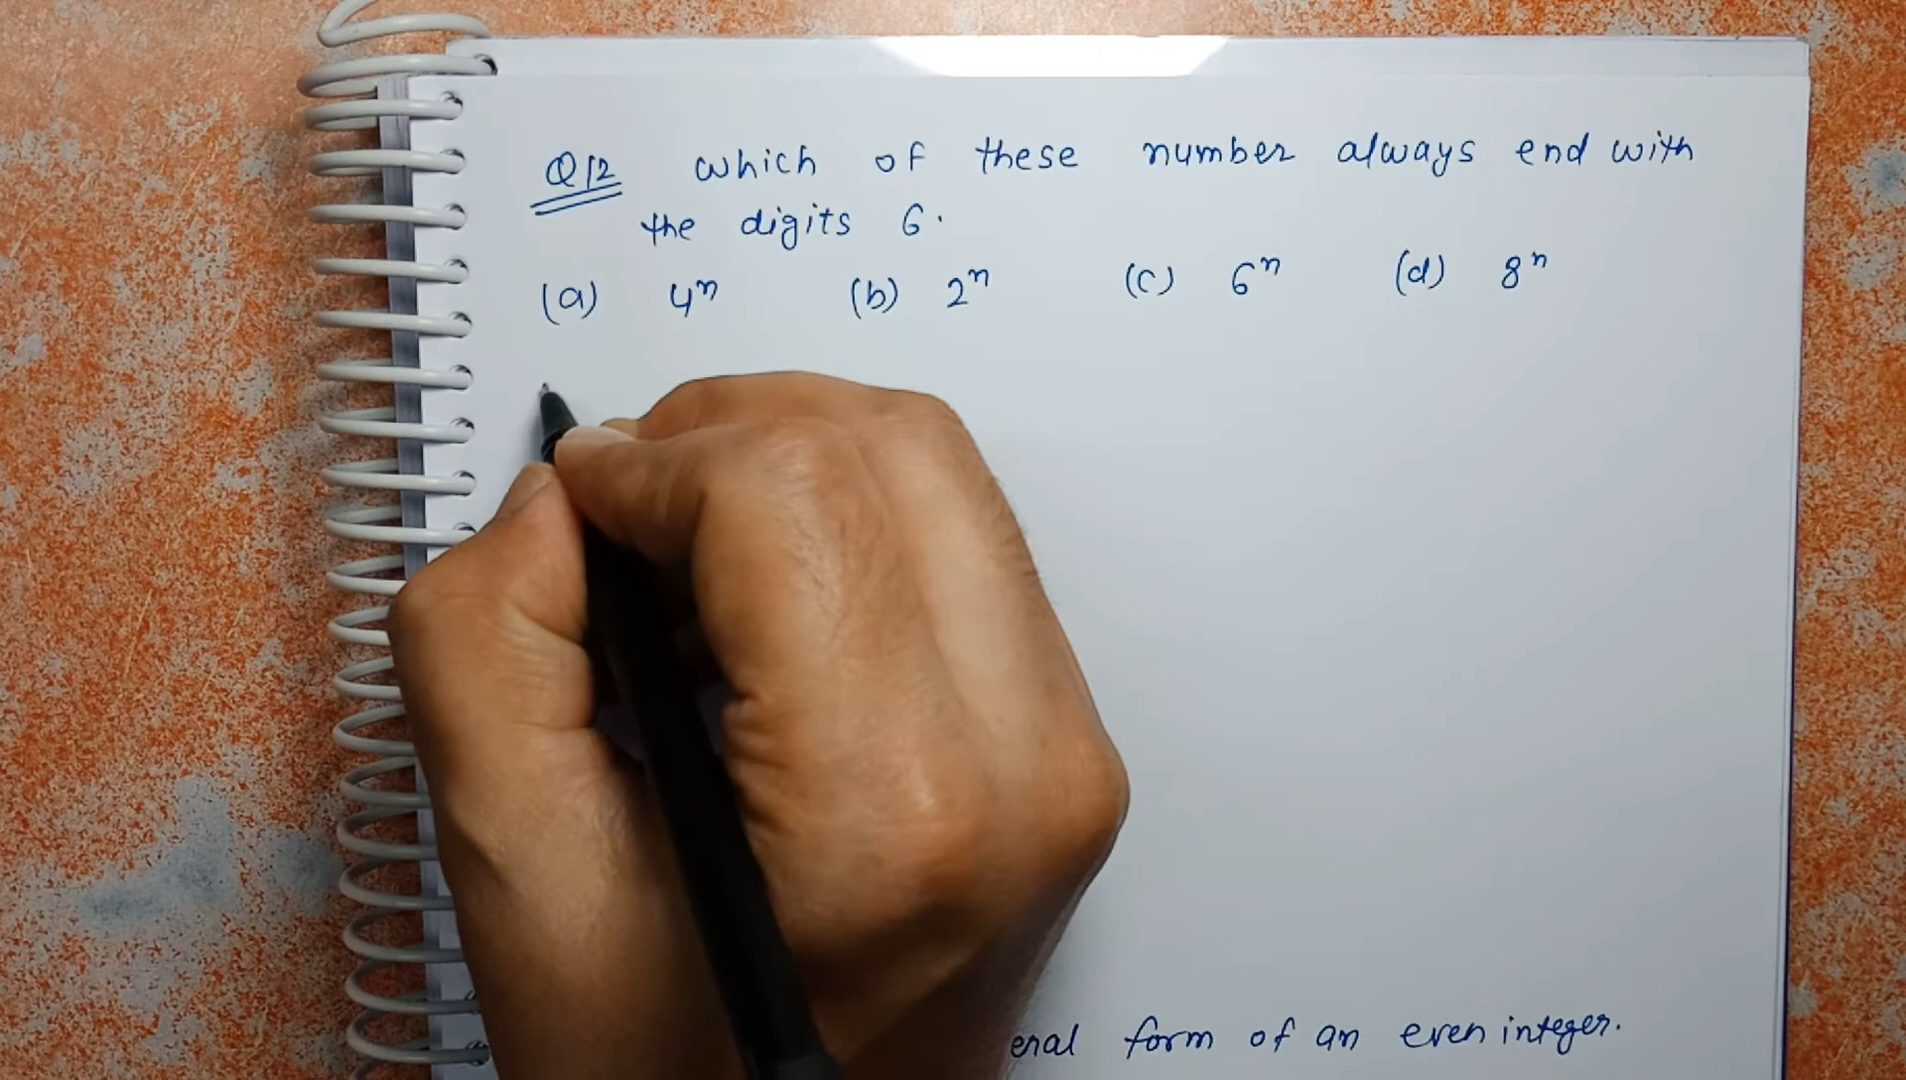 Q12 which of these number always end with
the digits 6.
(a) 4ⁿ (b) 2ⁿ (c) 6ⁿ (d) 8ⁿ
form of an even integer.